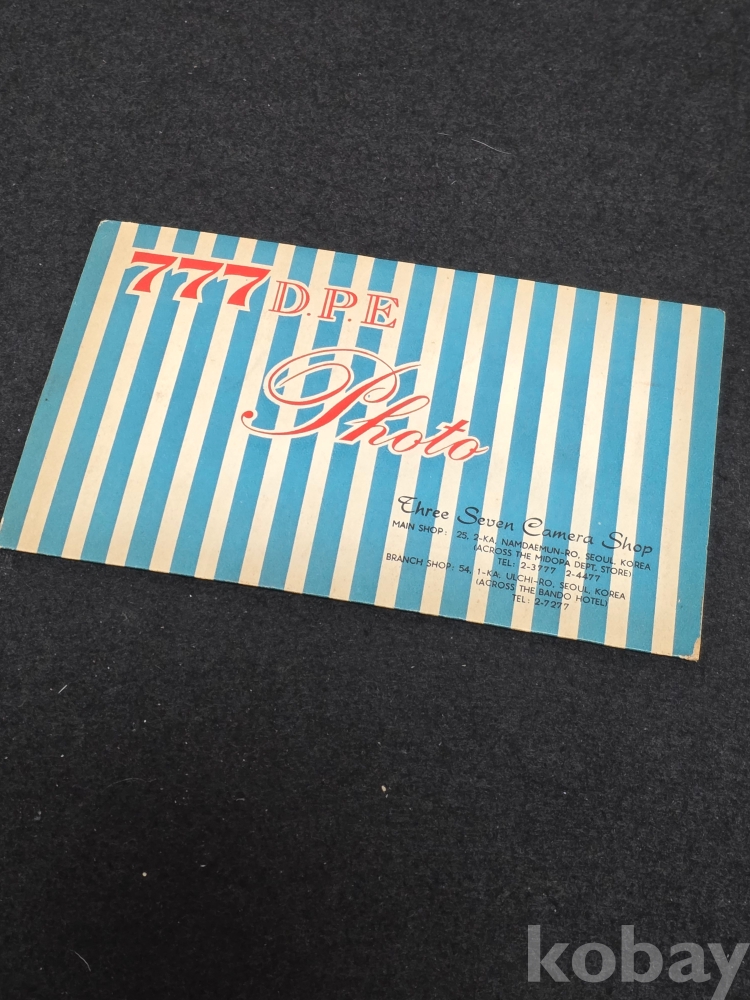 777 D.P.E
Photo
Three Seven Camera Shop
MAIN SHOP: 25, 2-KA, NAMDAEMUN-RO, SEOUL, KOREA
(ACROSS THE MIDOPA DEPT. STORE)
TEL: 2-3777 2-4477
BRANCH SHOP: 54, 1-KA, ULCHI-RO, SEOUL, KOREA
(ACROSS THE BANDO HOTEL)
TEL: 2-7277
kobay